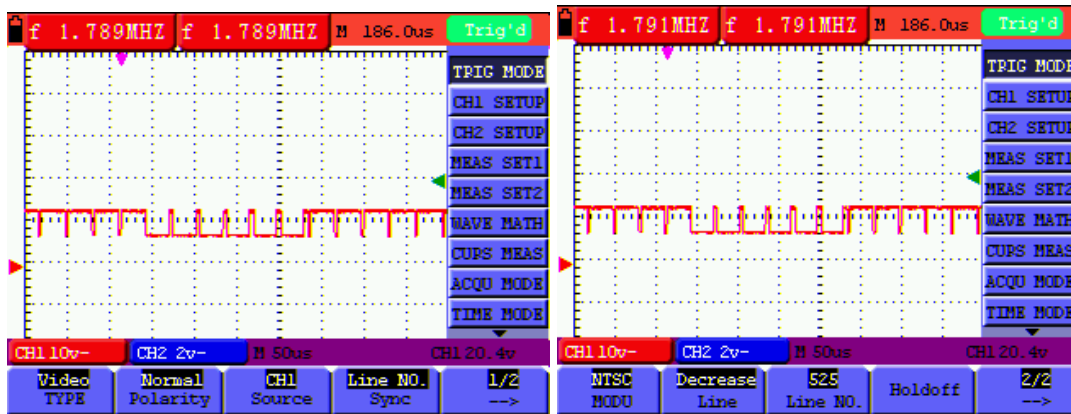 f 1.789MHZ f 1.789MHZ M 186.0us Trig'd
TRIG MODE
CH1 SETUP
CH2 SETUP
MEAS SET1
MEAS SET2
WAVE MATH
CURS MEAS
ACQU MODE
TIME MODE
CH1 10v- CH2 2v- M 50us CH1 20.4v
Video Normal CH1 Line NO. 1/2
TYPE Polarity Source Sync -->
f 1.791MHZ f 1.791MHZ M 186.0us Trig'd
TRIG MODE
CH1 SETUP
CH2 SETUP
MEAS SET1
MEAS SET2
WAVE MATH
CURS MEAS
ACQU MODE
TIME MODE
CH1 10v- CH2 2v- M 50us CH1 20.4v
NTSC Decrease 525 Holdoff 2/2
MODU Line Line NO. -->